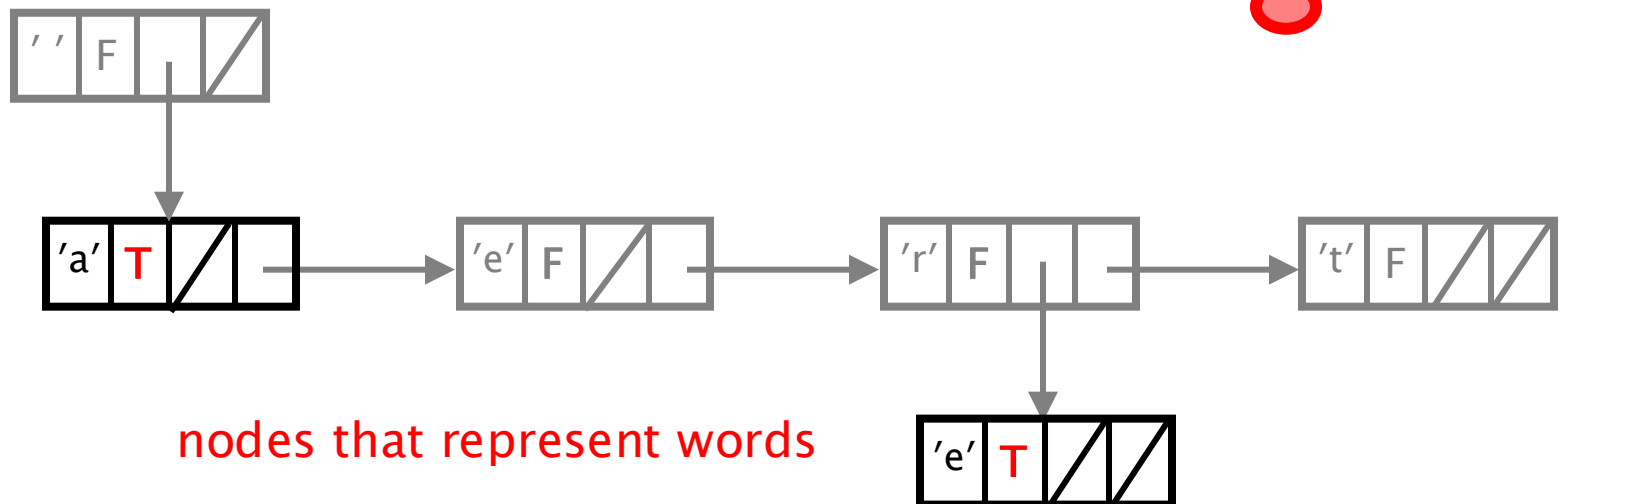 ′ ′ F
′a′ T ′e′ F ′r′ F ′t′ F
nodes that represent words
′e′ T